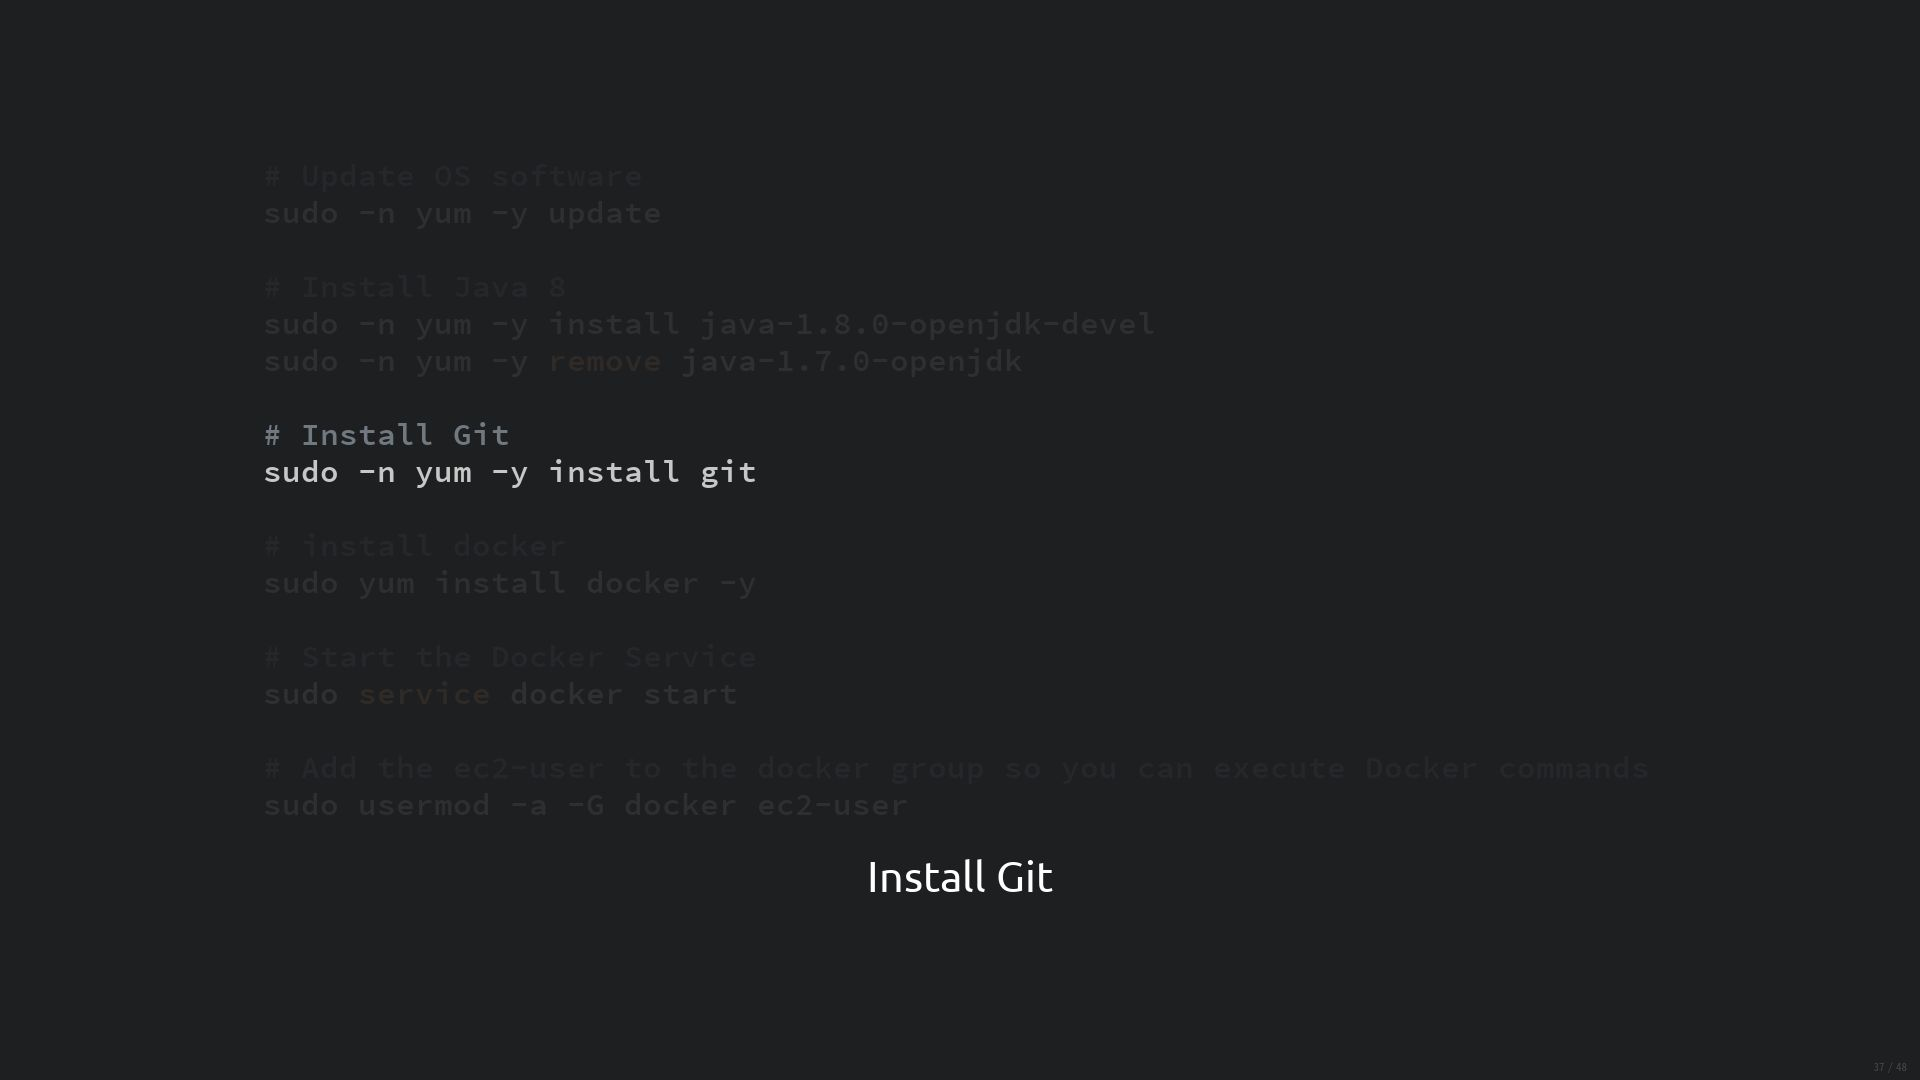 # Update OS software
sudo -n yum -y update
# Install Java 8
sudo -n yum -y install java-1.8.0-openjdk-devel
sudo -n yum -y remove java-1.7.0-openjdk
# Install Git
sudo -n yum -y install git
# install docker
sudo yum install docker -y
# Start the Docker Service
sudo service docker start
# Add the ec2-user to the docker group so you can execute Docker commands
sudo usermod -a -G docker ec2-user
Install Git
37 / 48